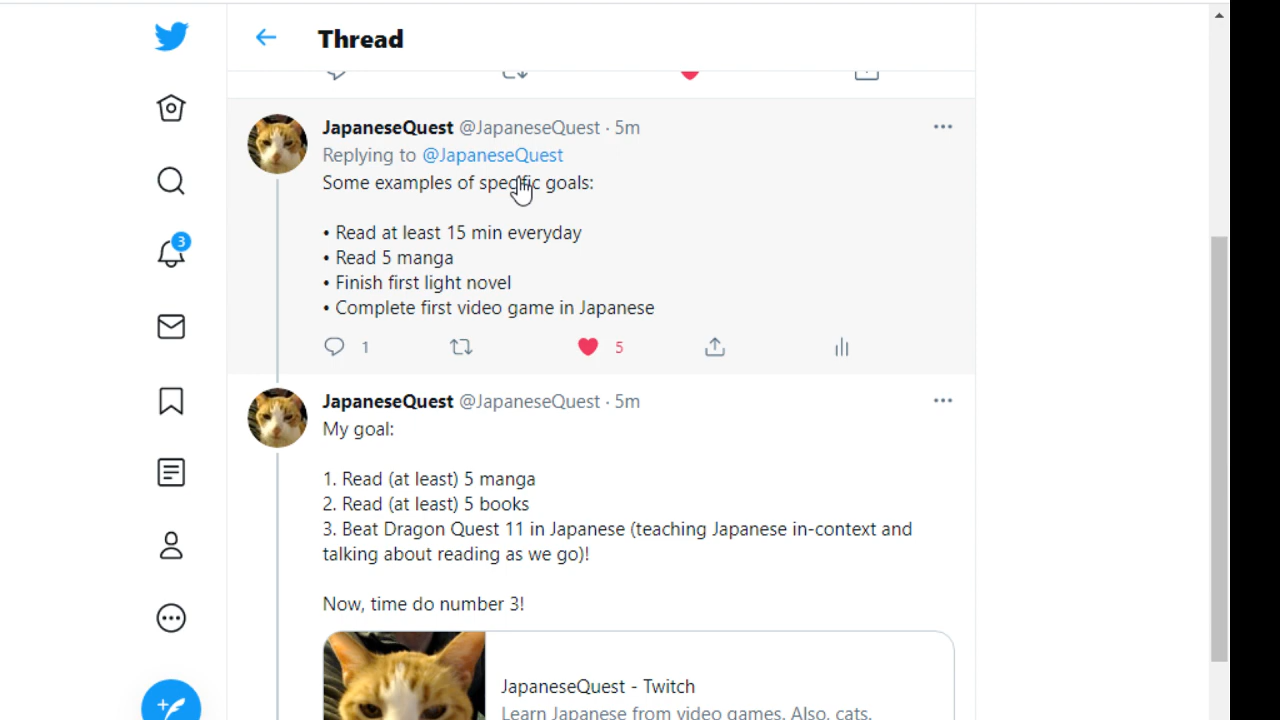 Thread
JapaneseQuest @JapaneseQuest · 5m
Replying to @JapaneseQuest
Some examples of specific goals:
• Read at least 15 min everyday
• Read 5 manga
• Finish first light novel
• Complete first video game in Japanese
1 5
3
JapaneseQuest @JapaneseQuest · 5m
My goal:
1. Read (at least) 5 manga
2. Read (at least) 5 books
3. Beat Dragon Quest 11 in Japanese (teaching Japanese in-context and
talking about reading as we go)!
Now, time do number 3!
JapaneseQuest - Twitch
Learn Japanese from video games. Also, cats.